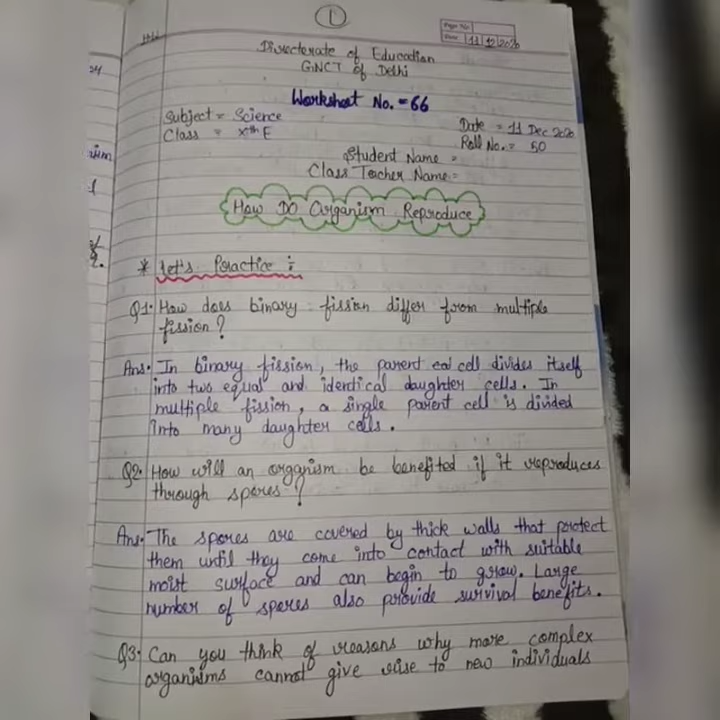 1
Page No.
Date 11 12 2020
Directorate of Education
GNCT of Delhi
Worksheet No. = 66
Subject = Science
Class = Xth E
Date = 11 Dec 2020
Roll No. = 50
Student Name =
Class Teacher Name =
How DO Organism Reproduce
* Let's Practice :
Q1. How does binary fission differ from multiple
fission?
Ans. In binary fission, the parent cell divides itself
into two equal and identical daughter cells. In
multiple fission, a single parent cell is divided
into many daughter cells.
Q2. How will an organism be benefited if it reproduces
through spores?
Ans. The spores are covered by thick walls that protect
them until they come into contact with suitable
moist surface and can begin to grow. Large
number of spores also provide survival benefits.
Q3. Can you think of reasons why more complex
organisms cannot give rise to new individuals